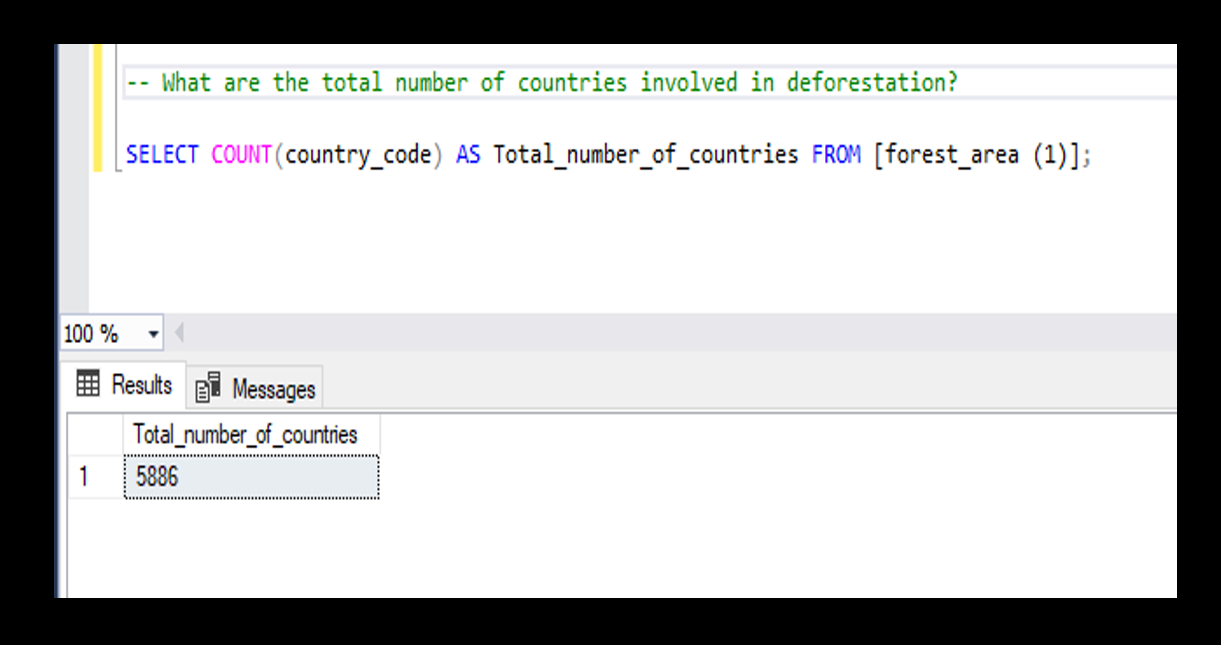 -- What are the total number of countries involved in deforestation?
SELECT COUNT(country_code) AS Total_number_of_countries FROM [forest_area (1)];
100 %
Results Messages
Total_number_of_countries
1 5886